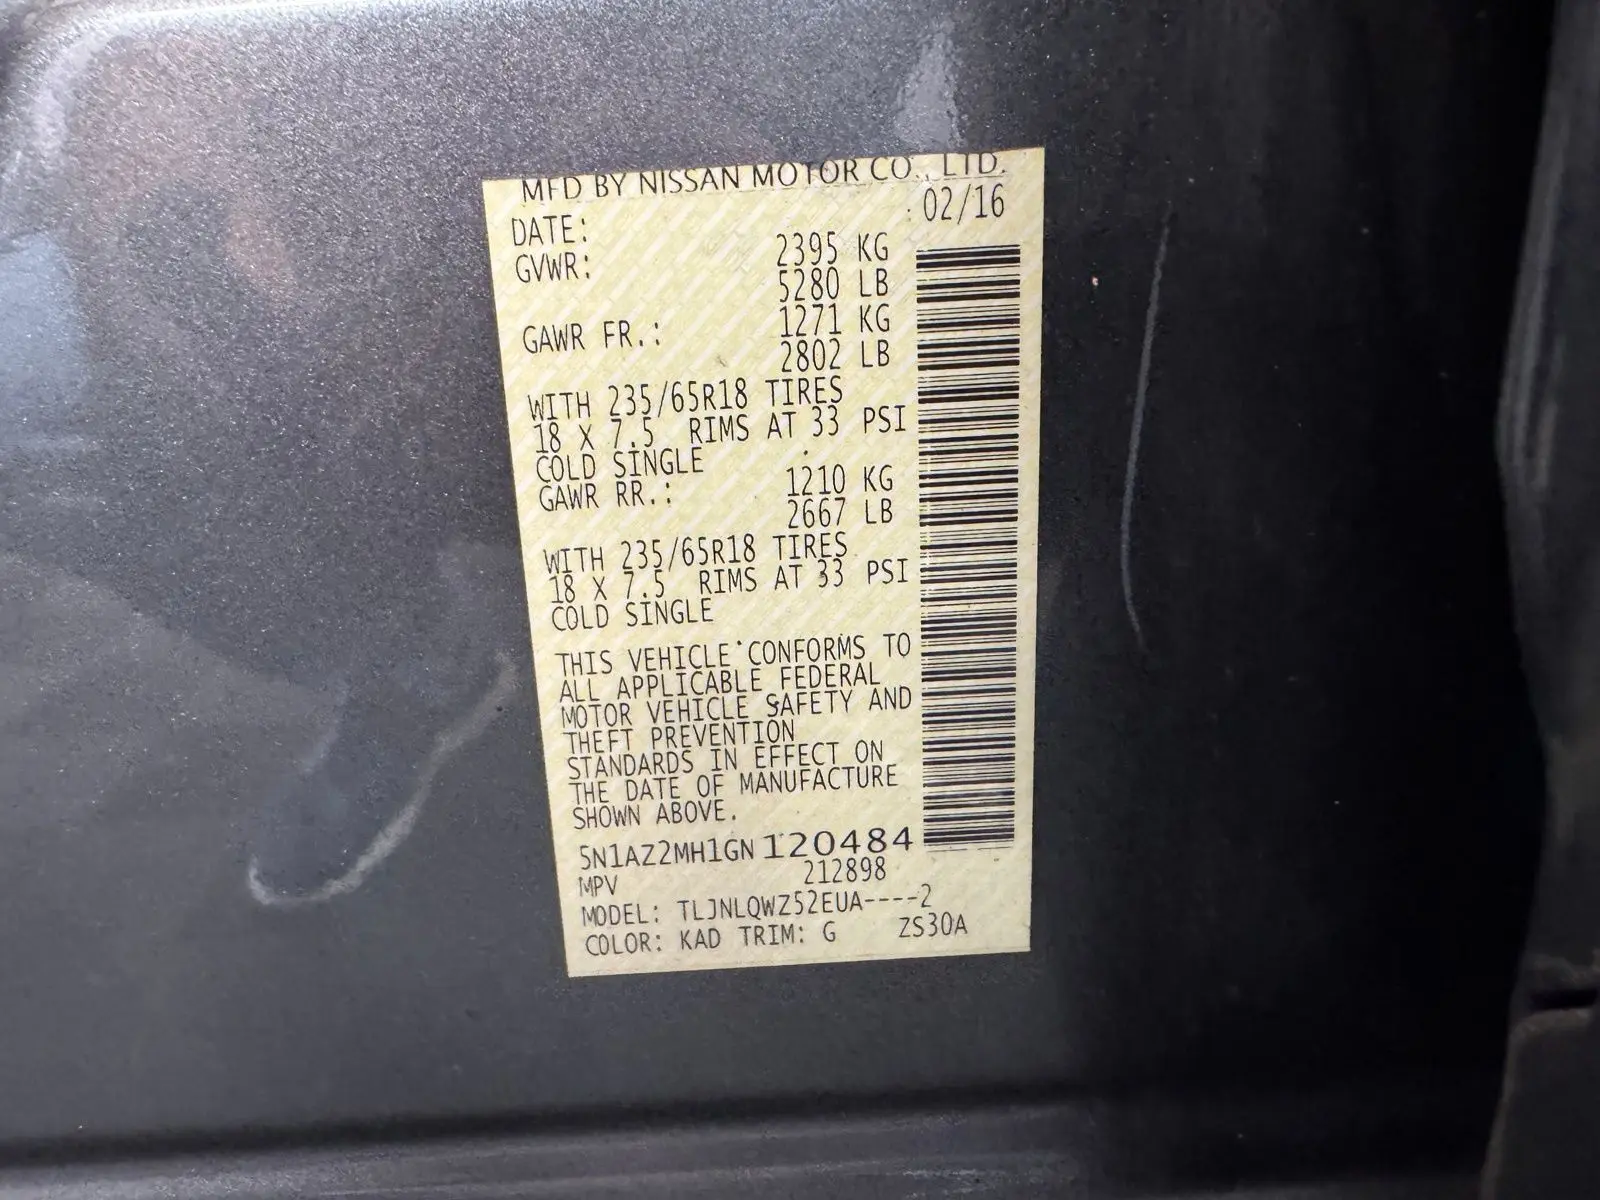 MFD BY NISSAN MOTOR CO., LTD.
DATE: 02/16
GVWR: 2395 KG
5280 LB
GAWR FR.: 1271 KG
2802 LB
WITH 235/65R18 TIRES
18 X 7.5 RIMS AT 33 PSI
COLD SINGLE
GAWR RR.: 1210 KG
2667 LB
WITH 235/65R18 TIRES
18 X 7.5 RIMS AT 33 PSI
COLD SINGLE
THIS VEHICLE CONFORMS TO
ALL APPLICABLE FEDERAL
MOTOR VEHICLE SAFETY AND
THEFT PREVENTION
STANDARDS IN EFFECT ON
THE DATE OF MANUFACTURE
SHOWN ABOVE.
5N1AZ2MH1GN120484
MPV 212898
MODEL: TLJNLQWZ52EUA----2
COLOR: KAD TRIM: G ZS30A